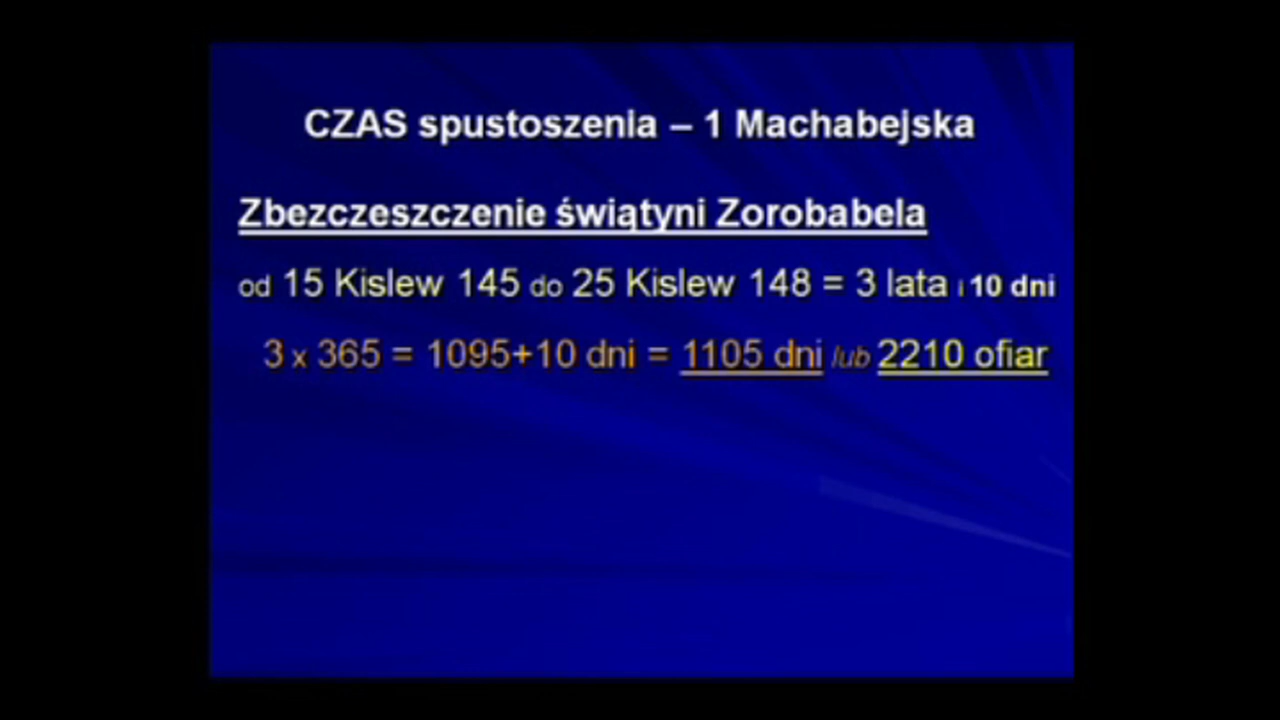 CZAS spustoszenia – 1 Machabejska
Zbezczeszczenie świątyni Zorobabela
od 15 Kislew 145 do 25 Kislew 148 = 3 lata i 10 dni
3 x 365 = 1095+10 dni = 1105 dni lub 2210 ofiar